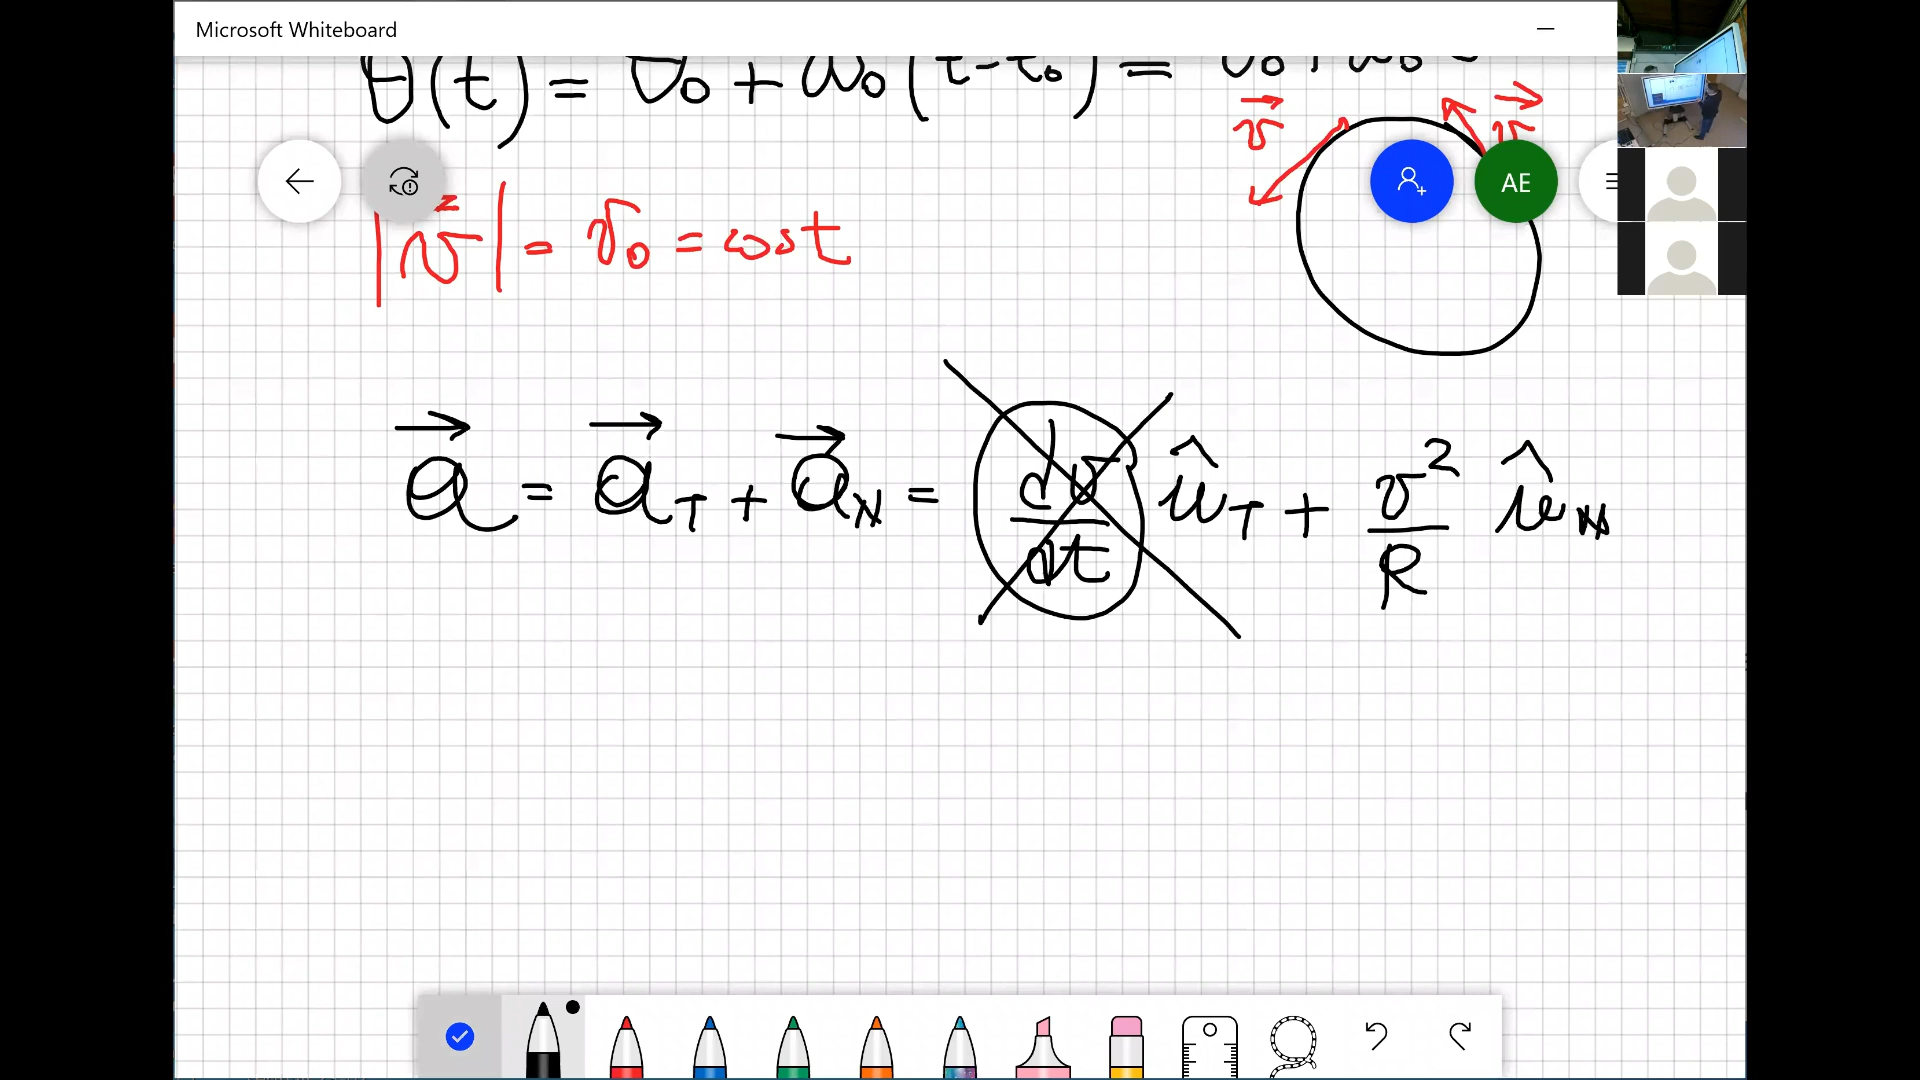 Microsoft Whiteboard
θ(t) = θ₀ + ω₀(t-t₀) =
v⃗ v⃗
AE
|v⃗| = v₀ = cost
a⃗ = a⃗_T + a⃗_N = dv/dt û_T + v²/R û_N